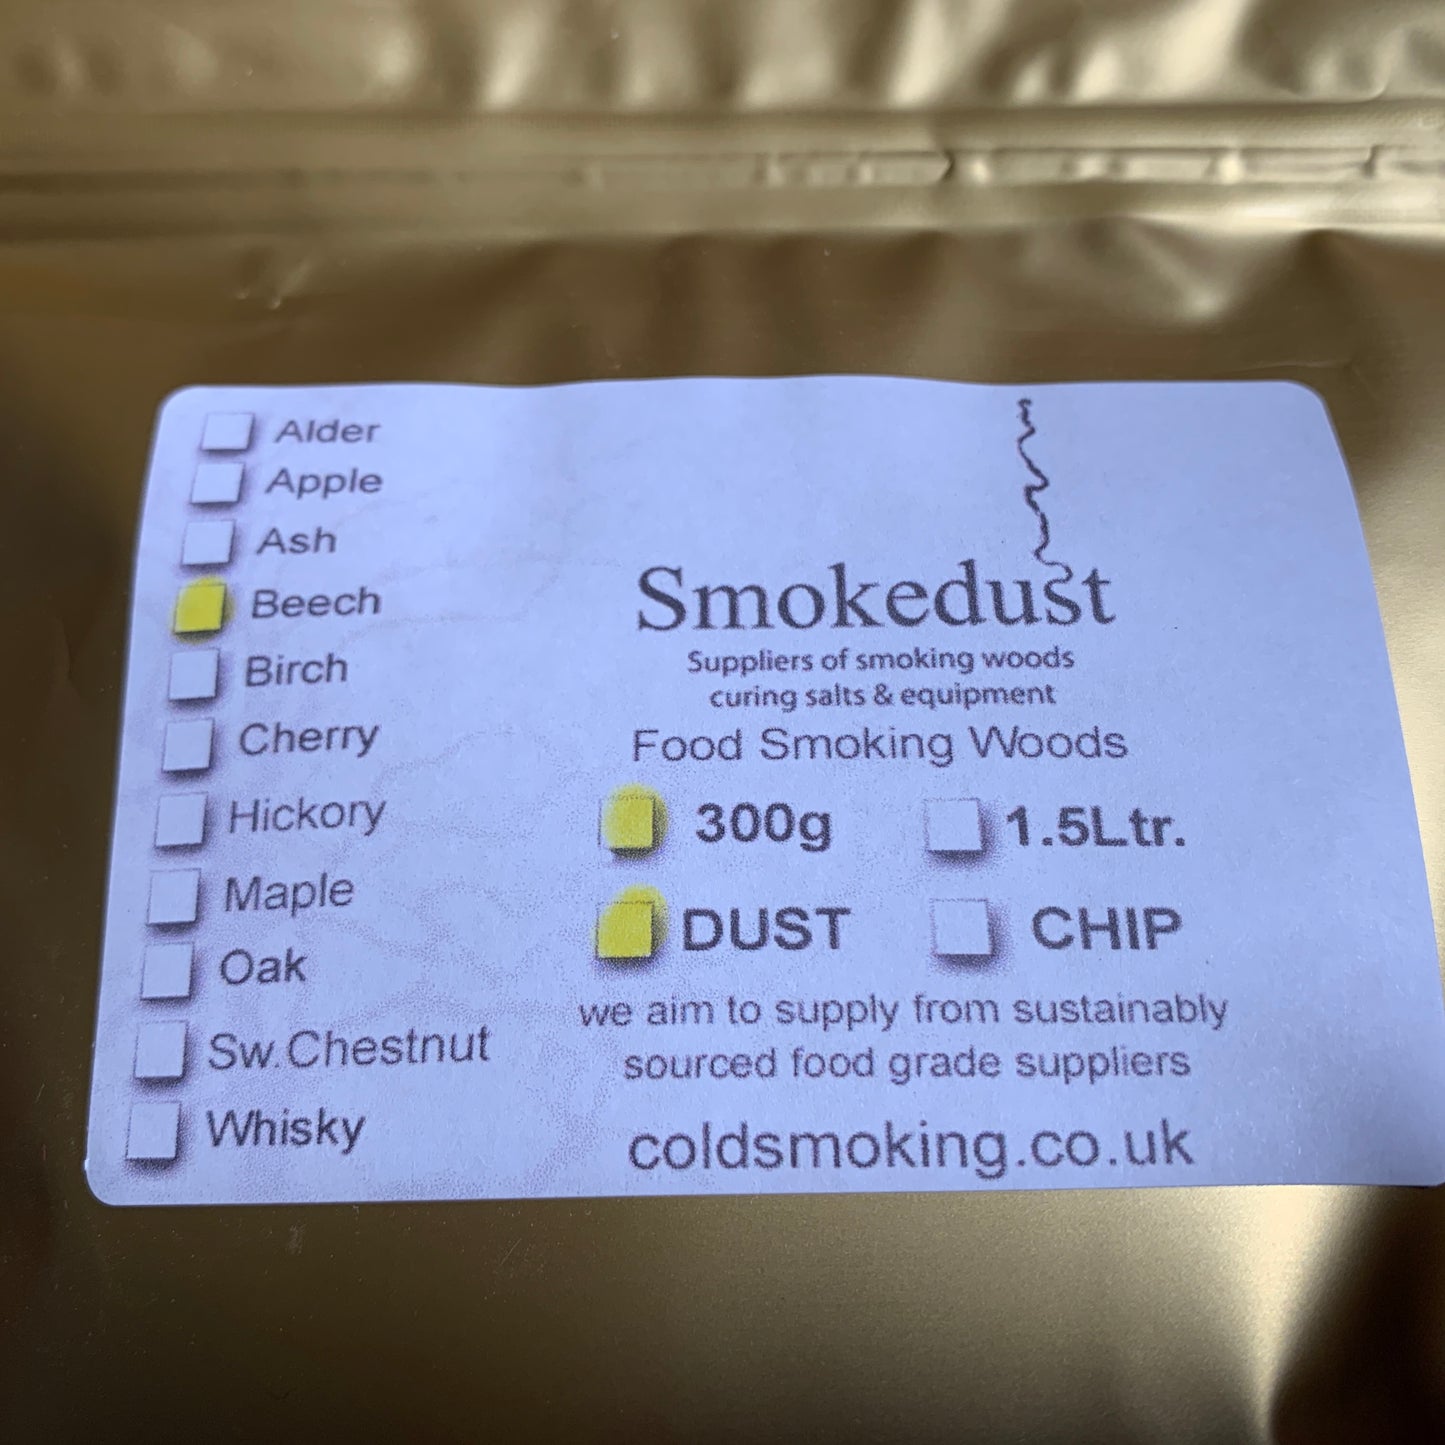 Alder
Apple
Ash
Beech
Birch
Cherry
Hickory
Maple
Oak
Sw.Chestnut
Whisky
Smokedust
Suppliers of smoking woods
curing salts & equipment
Food Smoking Woods
300g 1.5Ltr.
DUST CHIP
we aim to supply from sustainably
sourced food grade suppliers
coldsmoking.co.uk